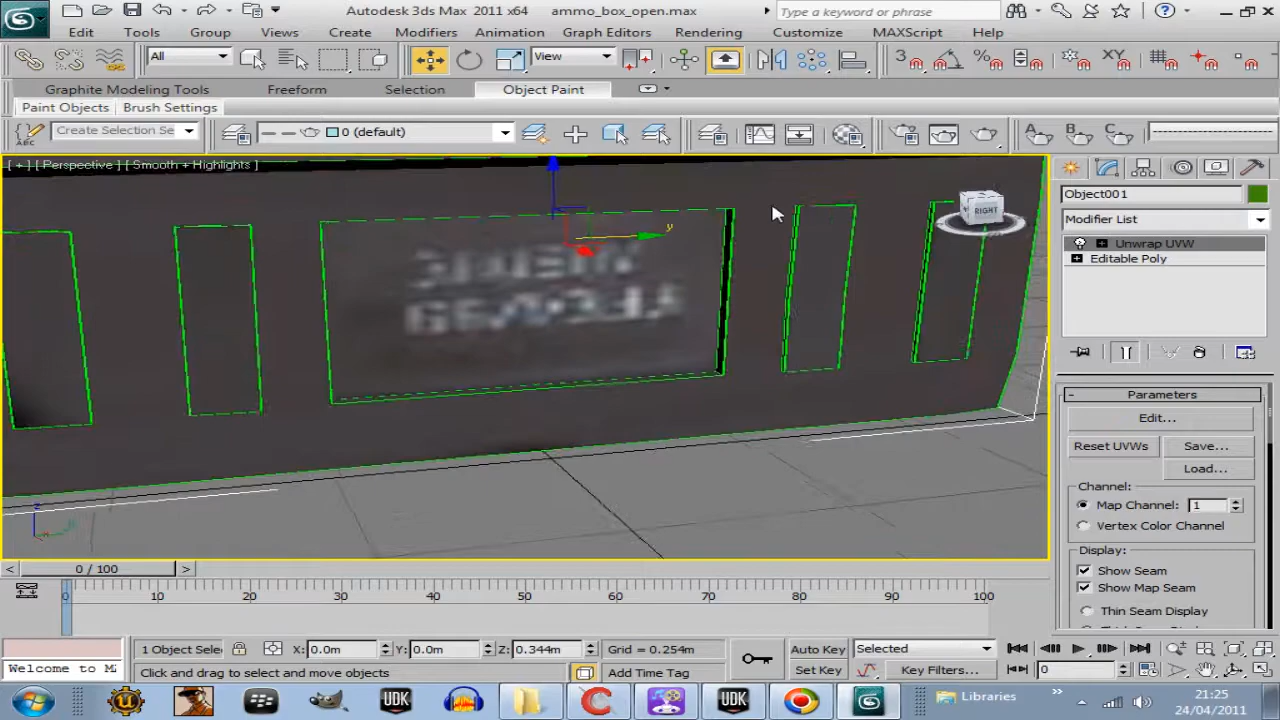 Autodesk 3ds Max 2011 x64 ammo_box_open.max
Type a keyword or phrase
Edit Tools Group Views Create Modifiers Animation Graph Editors Rendering Customize MAXScript Help
All View 3 %
Graphite Modeling Tools Freeform Selection Object Paint
Paint Objects Brush Settings
ABC Create Selection Se 0 (default) A B C
[ + ] [ Perspective ] [ Smooth + Highlights ]
y
RIGHT
z
Object001
Modifier List
Unwrap UVW
Editable Poly
- Parameters
Edit...
Reset UVWs Save...
Load...
Channel:
Map Channel: 1
Vertex Color Channel
Display:
Show Seam
Show Map Seam
Thin Seam Display
< 0 / 100 >
0 10 20 30 40 50 60 70 80 90 100
1 Object Selec X: 0.0m Y: 0.0m Z: 0.344m Grid = 0.254m Auto Key Selected
Welcome to MA Click and drag to select and move objects Add Time Tag Set Key Key Filters... 0
UDK UDK Libraries » 21:25
24/04/2011